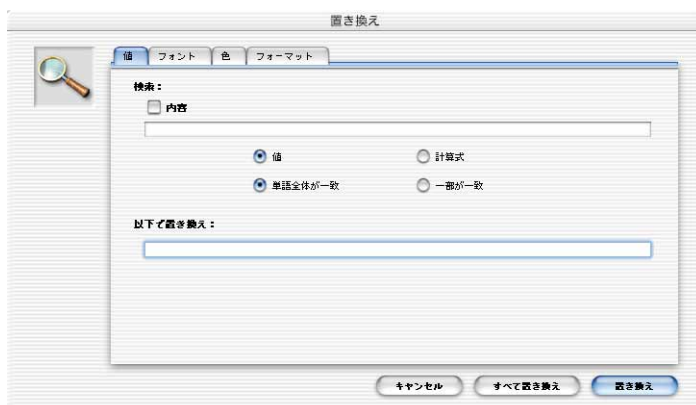 置き換え
値 フォント 色 フォーマット
検索：
内容
値 計算式
単語全体が一致 一部が一致
以下で置き換え：
キャンセル すべて置き換え 置き換え